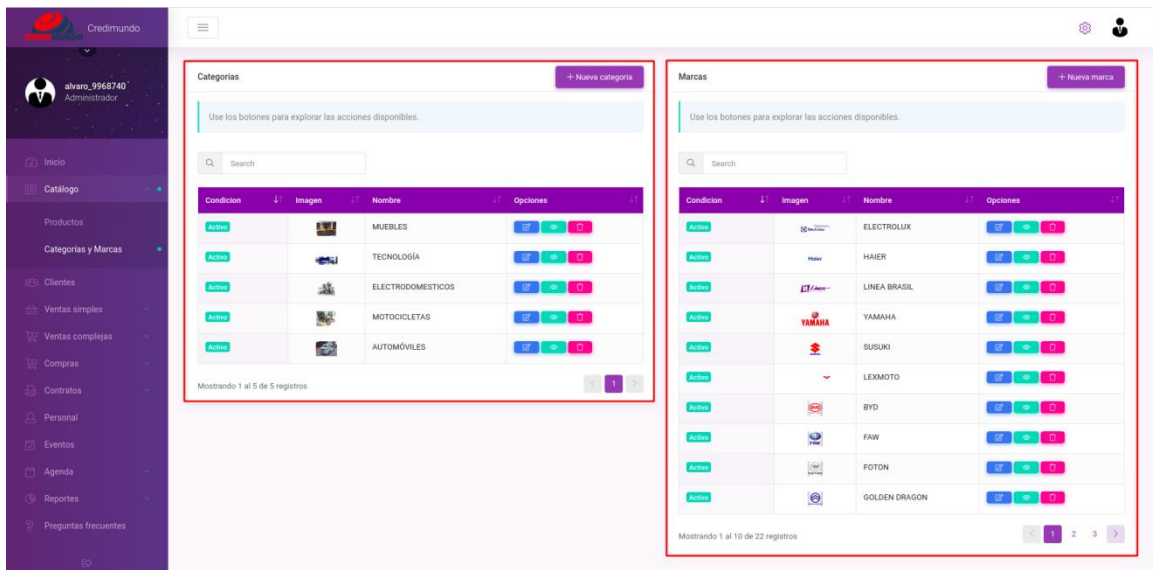 CREDIMUNDO
Credimundo
alvaro_9968740
Administrador
Inicio
Catálogo
Productos
Categorías y Marcas
Clientes
Ventas simples
Ventas complejas
Compras
Contratos
Personal
Eventos
Agenda
Reportes
Preguntas frecuentes
Categorias
+ Nueva categoria
Use los botones para explorar las acciones disponibles.
Search
Condicion Imagen Nombre Opciones
Activo MUEBLES
Activo TECNOLOGÍA
Activo ELECTRODOMESTICOS
Activo MOTOCICLETAS
Activo AUTOMÓVILES
Mostrando 1 al 5 de 5 registros
< 1 >
Marcas
+ Nueva marca
Use los botones para explorar las acciones disponibles.
Search
Condicion Imagen Nombre Opciones
Activo Electrolux ELECTROLUX
Activo Haier HAIER
Activo LINEA BRASIL
Activo YAMAHA YAMAHA
Activo SUSUKI
Activo LEXMOTO
Activo BYD BYD
Activo FAW FAW
Activo FOTON
Activo GOLDEN DRAGON
Mostrando 1 al 10 de 22 registros
< 1 2 3 >